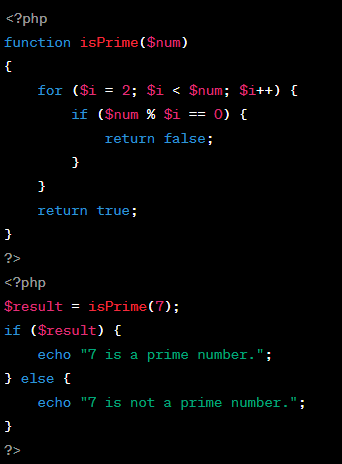 <?php
function isPrime($num)
{
    for ($i = 2; $i < $num; $i++) {
        if ($num % $i == 0) {
            return false;
        }
    }
    return true;
}
?>
<?php
$result = isPrime(7);
if ($result) {
    echo "7 is a prime number.";
} else {
    echo "7 is not a prime number.";
}
?>